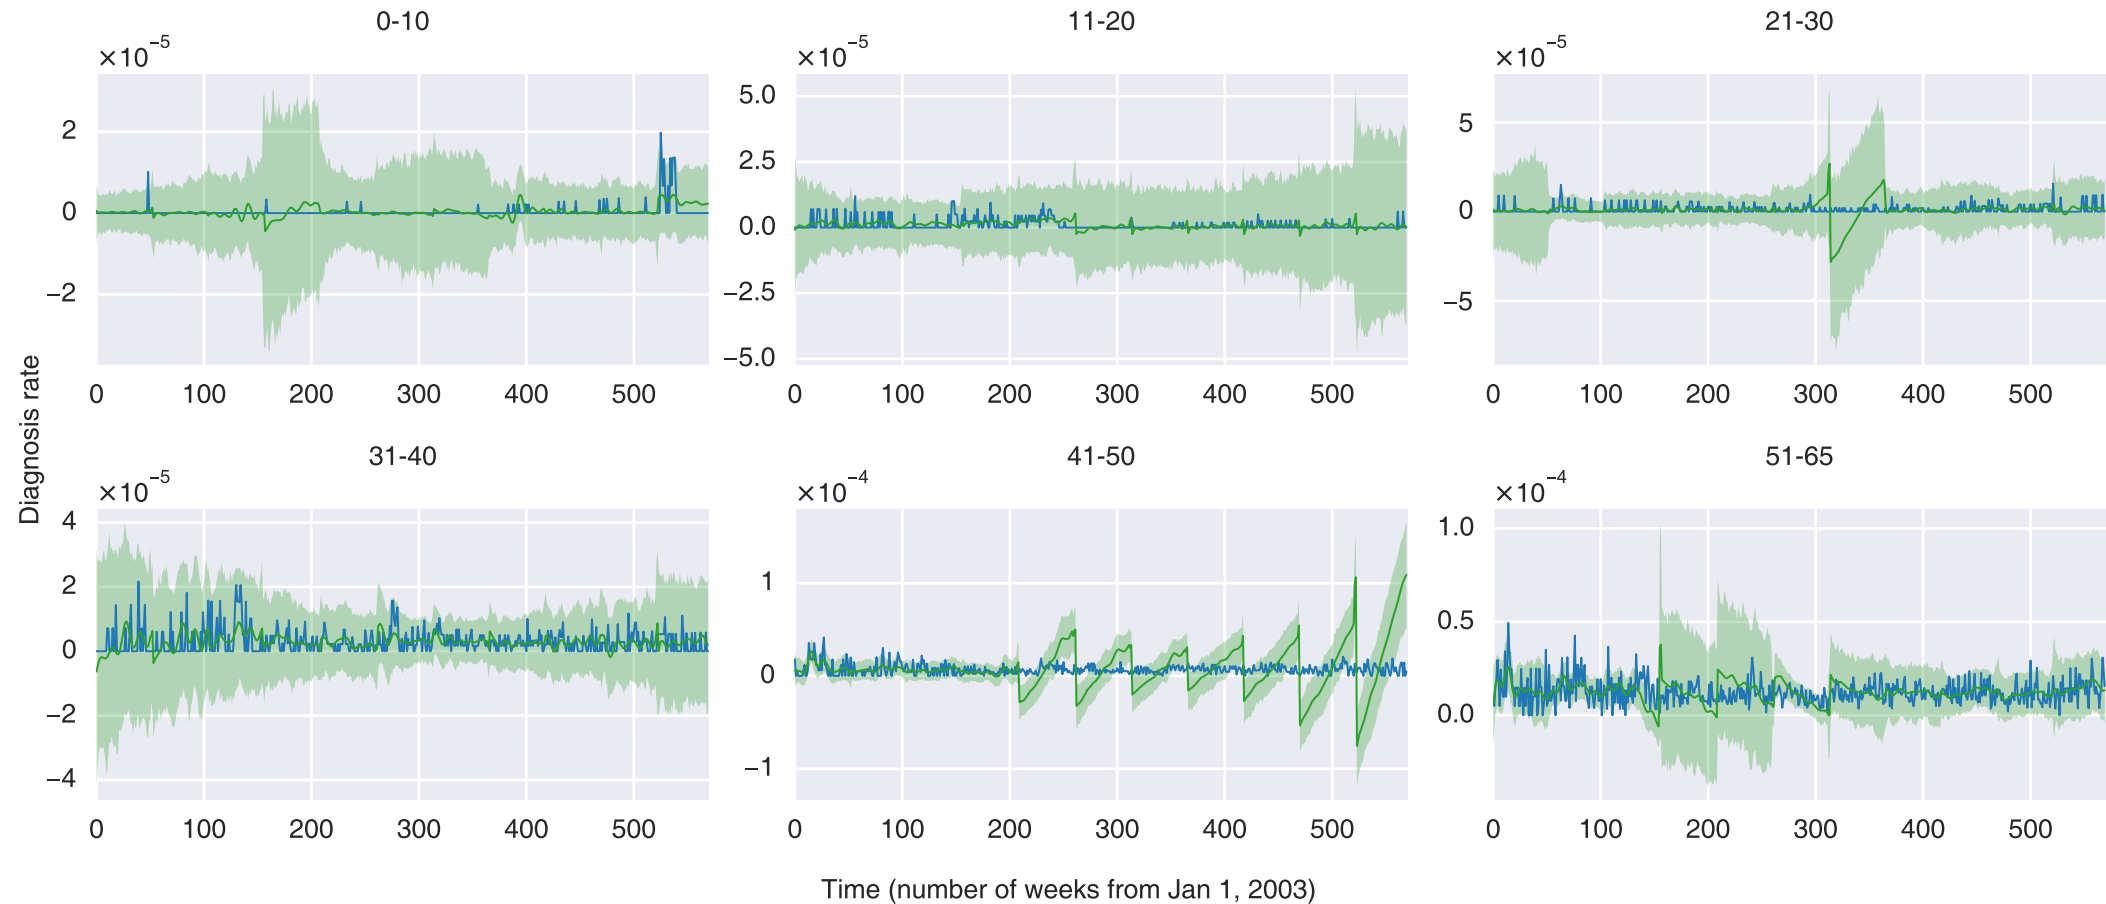 0-10 11-20 21-30
×10⁻⁵ ×10⁻⁵ ×10⁻⁵
2
0
−2
0 100 200 300 400 500
5.0
2.5
0.0
−2.5
−5.0
0 100 200 300 400 500
5
0
−5
0 100 200 300 400 500
Diagnosis rate
31-40 41-50 51-65
×10⁻⁵ ×10⁻⁴ ×10⁻⁴
4
2
0
−2
−4
0 100 200 300 400 500
1
0
−1
0 100 200 300 400 500
1.0
0.5
0.0
0 100 200 300 400 500
Time (number of weeks from Jan 1, 2003)